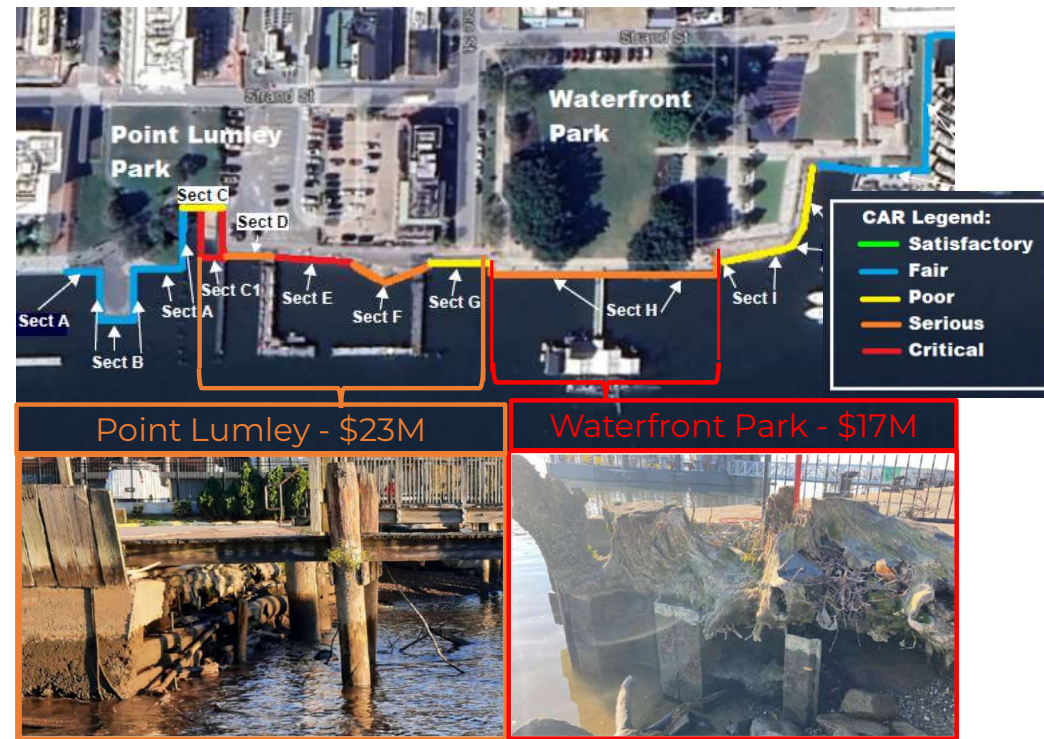 Strand St
Waterfront
Park
Strand St
Point Lumley
Park
Sect C
CAR Legend:
Satisfactory
Fair
Poor
Serious
Critical
Sect D
Sect A
Sect B
Sect A
Sect A
Sect C1
Sect E
Sect F
Sect G
Sect H
Sect I
Point Lumley - $23M
Waterfront Park - $17M